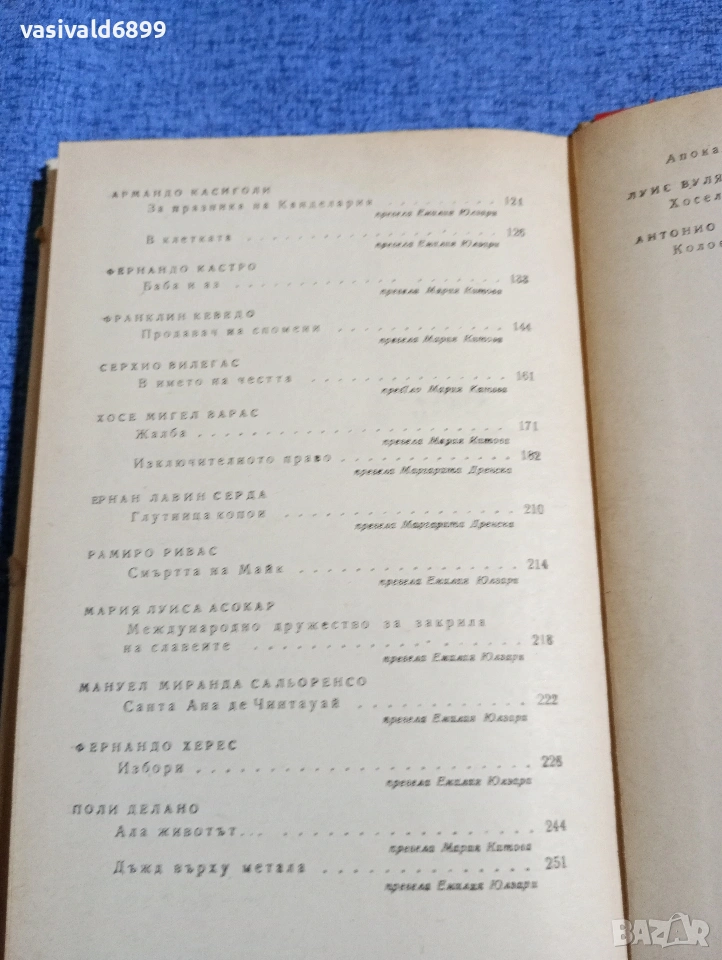 vasivald6899
АРМАНДО КАСИГОЛИ
За празника на Канделария . . . . . . . . 124
превела Емилия Юлзари
В клетката . . . . . . . . . . . . . . . . 126
превела Емилия Юлзари
ФЕРНАНДО КАСТРО
Баба и аз . . . . . . . . . . . . . . . . 138
превела Мария Китова
ФРАНКЛИН КЕВЕДО
Продавач на спомени . . . . . . . . . . . 144
превела Мария Китова
СЕРХИО ВИЛЕГАС
В името на честта . . . . . . . . . . . . 161
превела Мария Китова
ХОСЕ МИГЕЛ ВАРАС
Жалба . . . . . . . . . . . . . . . . . . 171
превела Мария Китова
Изключителното право . . . . . . . . . . . 182
превела Маргарита Дренска
ЕРНАН ЛАВИН СЕРДА
Глутница копои . . . . . . . . . . . . . . 210
превела Маргарита Дренска
РАМИРО РИВАС
Смъртта на Майк . . . . . . . . . . . . . 214
превела Емилия Юлзари
МАРИЯ ЛУИСА АСОКАР
Международно дружество за закрила
на славеите . . . . . . . . . . . . . . . 218
превела Емилия Юлзари
МАНУЕЛ МИРАНДА САЛЬОРЕНСО
Санта Ана де Чинтауай . . . . . . . . . . 222
превела Емилия Юлзари
ФЕРНАНДО ХЕРЕС
Избори . . . . . . . . . . . . . . . . . . 228
превела Емилия Юлзари
ПОЛИ ДЕЛАНО
Ала животът... . . . . . . . . . . . . . . 244
превела Мария Китова
Дъжд върху метала . . . . . . . . . . . . 251
превела Емилия Юлзари
Апока
ЛУИС ВУЛЯ
Хосел
АНТОНИО
Коло
BAZAR